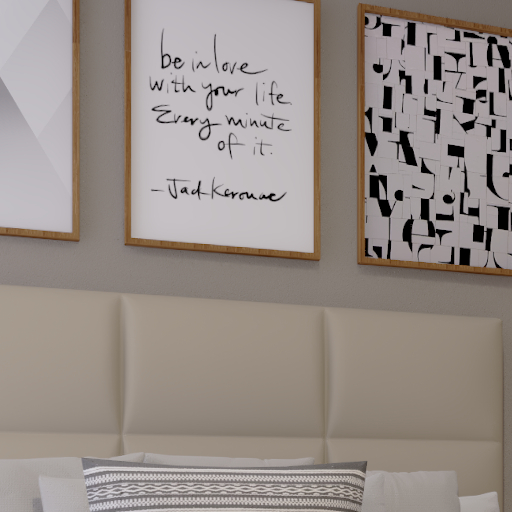 be in love
with your life
Every minute
of it.
– Jack Kerouac